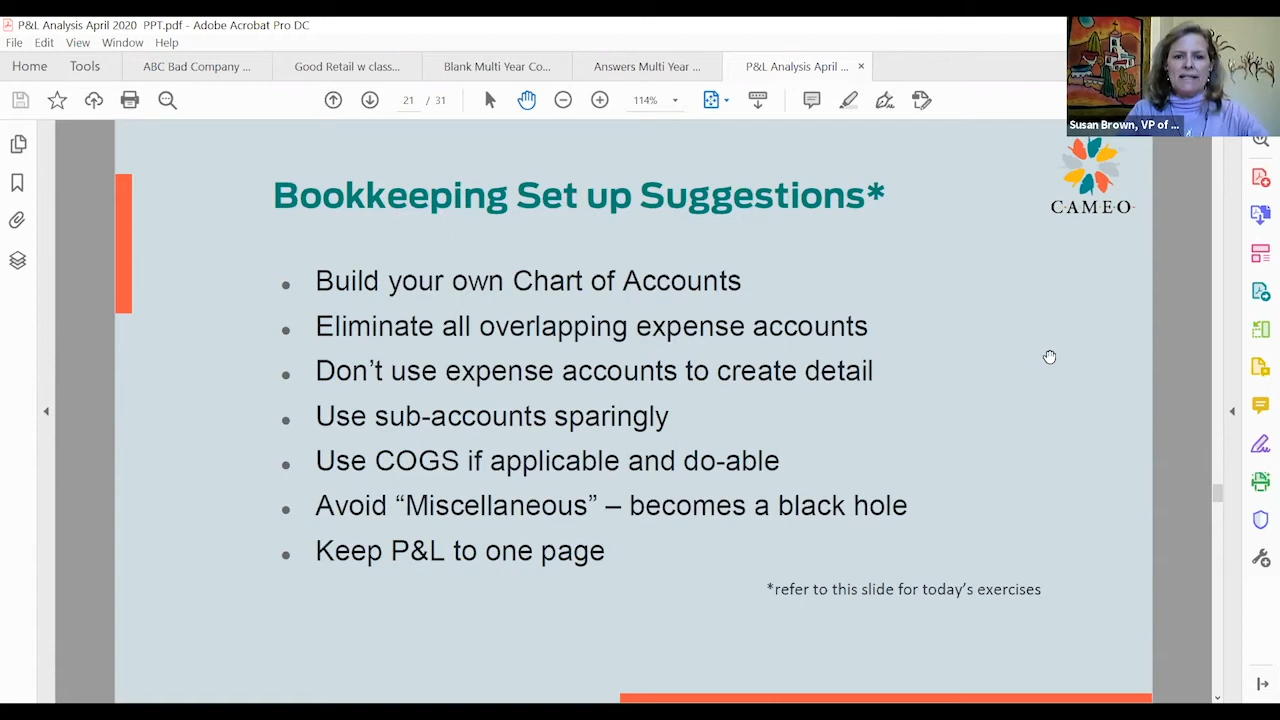 P&L Analysis April 2020 PPT.pdf - Adobe Acrobat Pro DC
File Edit View Window Help
Home Tools ABC Bad Company ... Good Retail w class... Blank Multi Year Co... Answers Multi Year ... P&L Analysis April ... ×
21 / 31 114%
Susan Brown, VP of ...
CAMEO
Bookkeeping Set up Suggestions*
• Build your own Chart of Accounts
• Eliminate all overlapping expense accounts
• Don’t use expense accounts to create detail
• Use sub-accounts sparingly
• Use COGS if applicable and do-able
• Avoid “Miscellaneous” – becomes a black hole
• Keep P&L to one page
*refer to this slide for today’s exercises